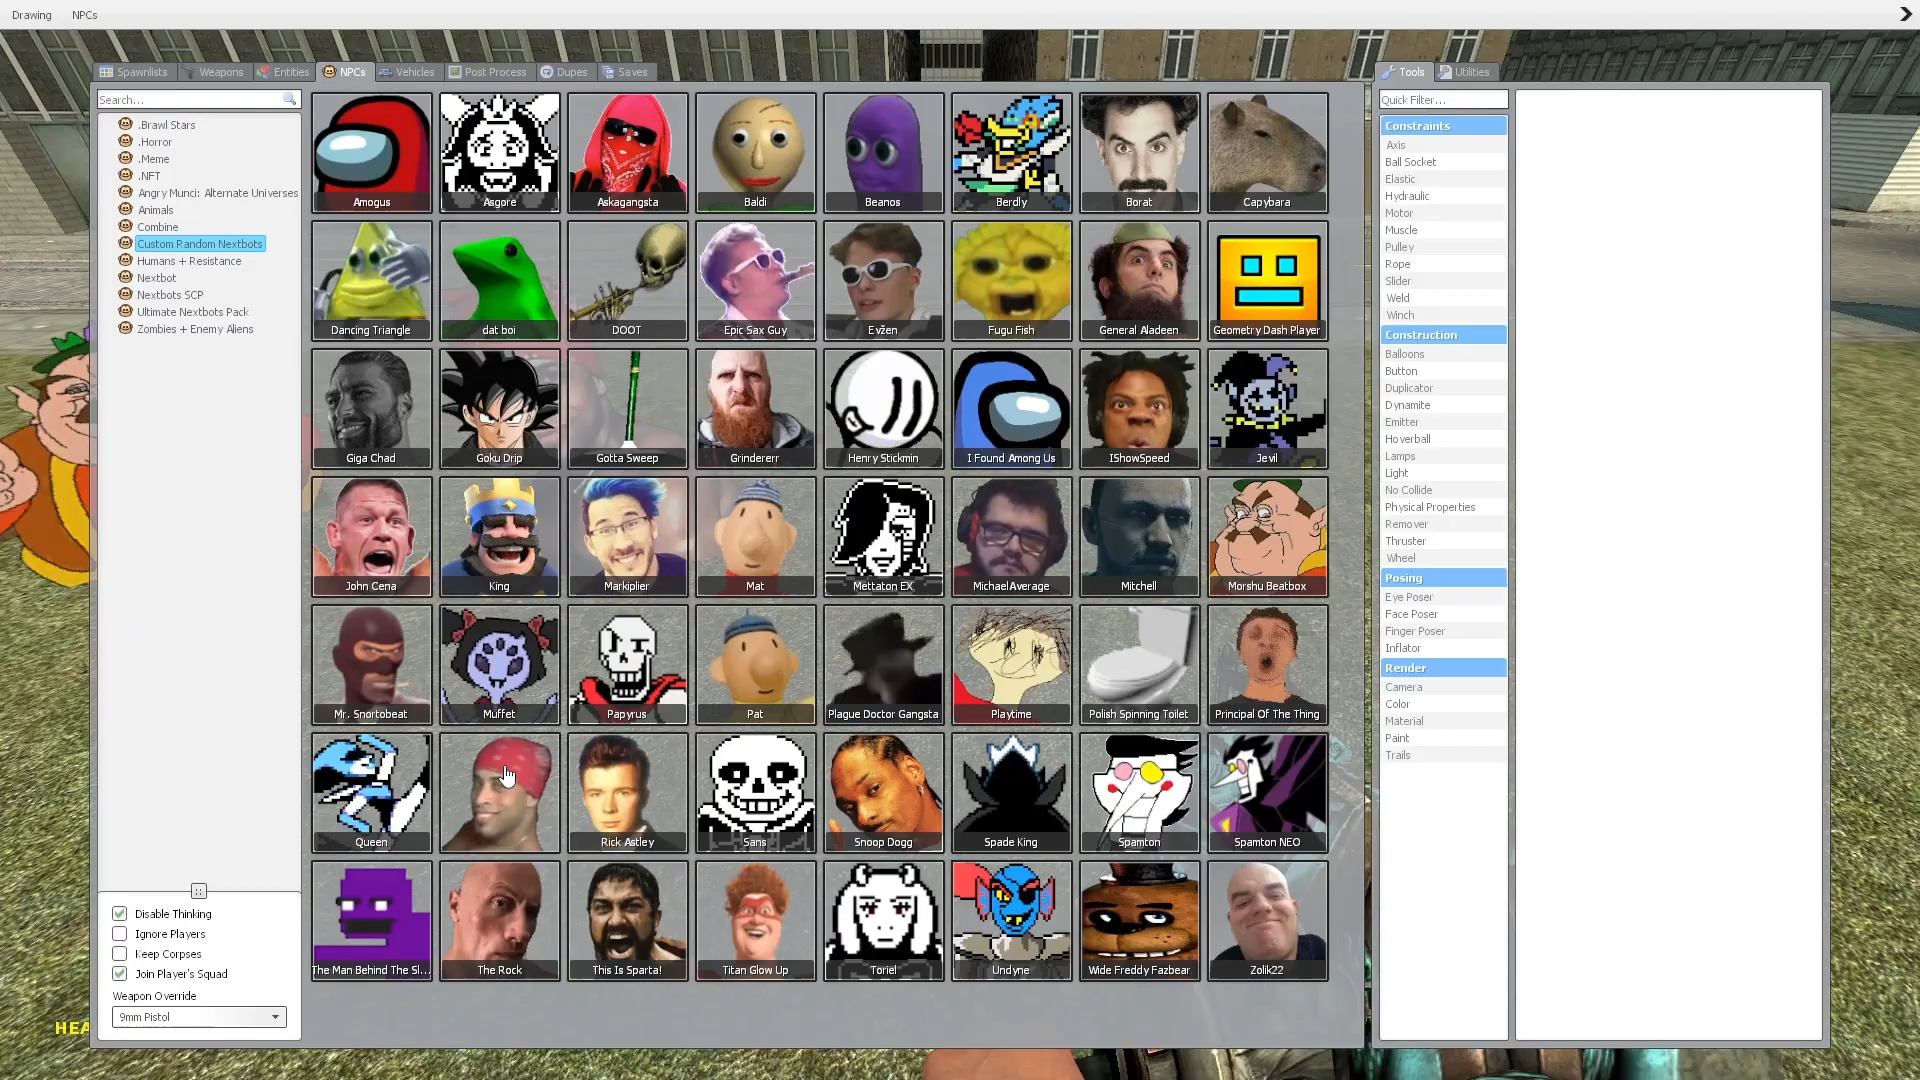 Drawing NPCs
Spawnlists Weapons Entities NPCs Vehicles Post Process Dupes Saves
Search...
.Brawl Stars
.Horror
.Meme
.NFT
Angry Munci: Alternate Universes
Animals
Combine
Custom Random Nextbots
Humans + Resistance
Nextbot
Nextbots SCP
Ultimate Nextbots Pack
Zombies + Enemy Aliens
Disable Thinking
Ignore Players
Keep Corpses
Join Player's Squad
Weapon Override
9mm Pistol
HEA
Amogus Asgore Askagangsta Baldi Beanos Berdly Borat Capybara
Dancing Triangle dat boi DOOT Epic Sax Guy Evžen Fugu Fish General Aladeen Geometry Dash Player
Giga Chad Goku Drip Gotta Sweep Grindererr Henry Stickmin I Found Among Us IShowSpeed Jevil
John Cena King Markiplier Mat Mettaton EX MichaelAverage Mitchell Morshu Beatbox
Mr. Snortobeat Muffet Papyrus Pat Plague Doctor Gangsta Playtime Polish Spinning Toilet Principal Of The Thing
Queen Rick Astley Sans Snoop Dogg Spade King Spamton Spamton NEO
The Man Behind The Sl... The Rock This Is Sparta! Titan Glow Up Toriel Undyne Wide Freddy Fazbear Zolik22
Tools Utilities
Quick Filter...
Constraints
Axis
Ball Socket
Elastic
Hydraulic
Motor
Muscle
Pulley
Rope
Slider
Weld
Winch
Construction
Balloons
Button
Duplicator
Dynamite
Emitter
Hoverball
Lamps
Light
No Collide
Physical Properties
Remover
Thruster
Wheel
Posing
Eye Poser
Face Poser
Finger Poser
Inflator
Render
Camera
Color
Material
Paint
Trails